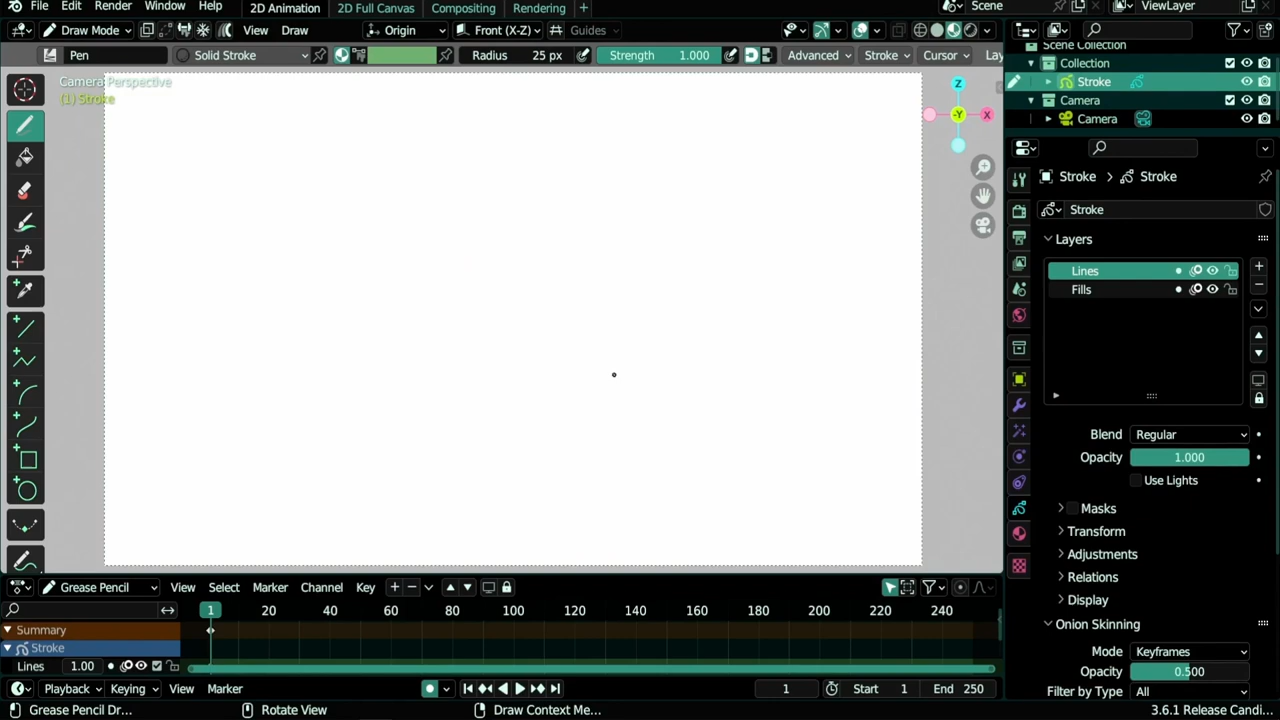 File Edit Render Window Help 2D Animation 2D Full Canvas Compositing Rendering + Scene ViewLayer
Draw Mode View Draw Origin Front (X-Z) Guides
Pen Solid Stroke Radius 25 px Strength 1.000 Advanced Stroke Cursor Lay
Camera Perspective
(1) Stroke
Z
-Y
X
Scene Collection
Collection
Stroke
Camera
Camera
Stroke > Stroke
Stroke
Layers
Lines
Fills
Blend Regular
Opacity 1.000
Use Lights
Masks
Transform
Adjustments
Relations
Display
Onion Skinning
Mode Keyframes
Opacity 0.500
Filter by Type All
Grease Pencil View Select Marker Channel Key
1 20 40 60 80 100 120 140 160 180 200 220 240
Summary
Stroke
Lines 1.00
Playback Keying View Marker 1 Start 1 End 250
Grease Pencil Dr... Rotate View Draw Context Me... 3.6.1 Release Candi...